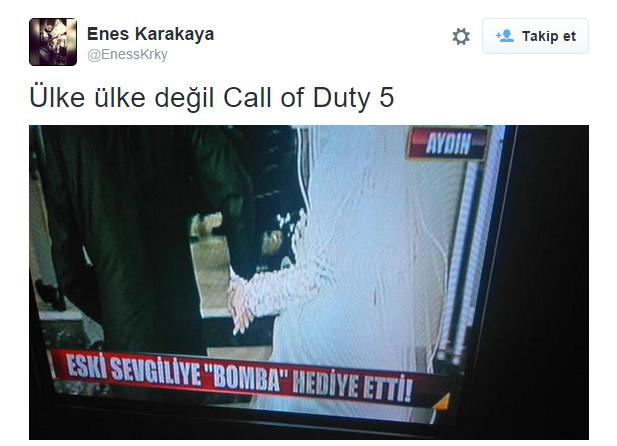 Enes Karakaya
@EnessKrky
Takip et
Ülke ülke değil Call of Duty 5
AYDIN
ESKİ SEVGİLİYE "BOMBA" HEDİYE ETTİ!